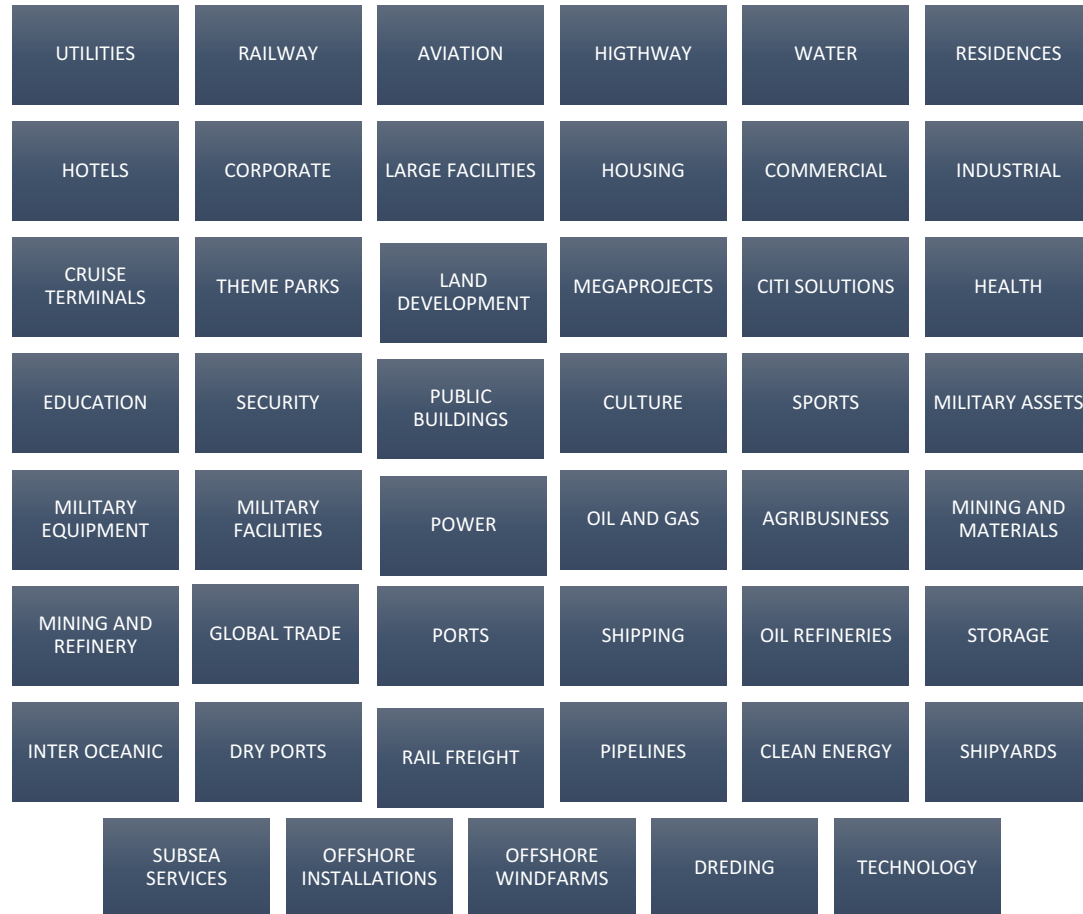 UTILITIES
RAILWAY
AVIATION
HIGTHWAY
WATER
RESIDENCES
HOTELS
CORPORATE
LARGE FACILITIES
HOUSING
COMMERCIAL
INDUSTRIAL
CRUISE
TERMINALS
THEME PARKS
LAND
DEVELOPMENT
MEGAPROJECTS
CITI SOLUTIONS
HEALTH
EDUCATION
SECURITY
PUBLIC
BUILDINGS
CULTURE
SPORTS
MILITARY ASSETS
MILITARY
EQUIPMENT
MILITARY
FACILITIES
POWER
OIL AND GAS
AGRIBUSINESS
MINING AND
MATERIALS
MINING AND
REFINERY
GLOBAL TRADE
PORTS
SHIPPING
OIL REFINERIES
STORAGE
INTER OCEANIC
DRY PORTS
RAIL FREIGHT
PIPELINES
CLEAN ENERGY
SHIPYARDS
SUBSEA
SERVICES
OFFSHORE
INSTALLATIONS
OFFSHORE
WINDFARMS
DREDING
TECHNOLOGY